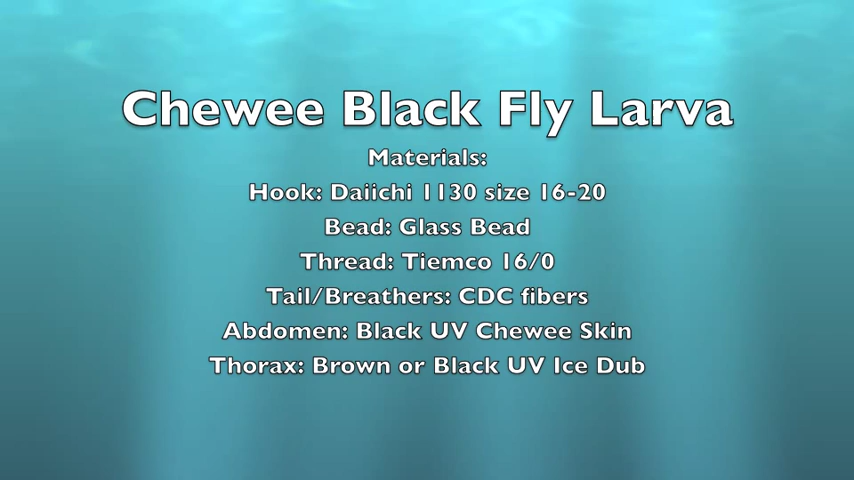 Chewee Black Fly Larva
Materials:
Hook: Daiichi 1130 size 16-20
Bead: Glass Bead
Thread: Tiemco 16/0
Tail/Breathers: CDC fibers
Abdomen: Black UV Chewee Skin
Thorax: Brown or Black UV Ice Dub